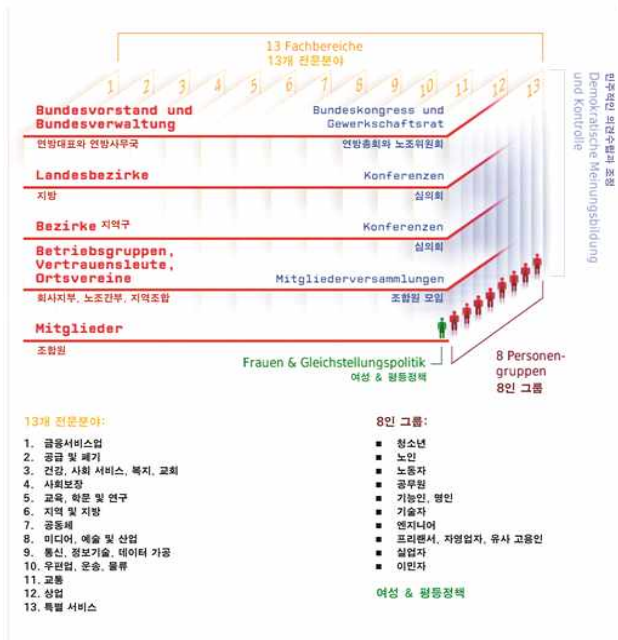 13 Fachbereiche
13개 전문분야
1 2 3 4 5 6 7 8 9 10 11 12 13
Bundesvorstand und
Bundesverwaltung
연방대표와 연방사무국
Bundeskongress und
Gewerkschaftsrat
연방총회와 노조위원회
Landesbezirke
지방
Konferenzen
심의회
Bezirke 지역구
Konferenzen
심의회
Betriebsgruppen,
Vertrauensleute,
Ortsvereine
회사지부, 노조간부, 지역조합
Mitgliederversammlungen
조합원 모임
Mitglieder
조합원
Frauen & Gleichstellungspolitik
여성 & 평등정책
8 Personen-
gruppen
8인 그룹
민주적인 의견수렴과 조정
Demokratische Meinungsbildung
und Kontrolle
13개 전문분야:
1. 금융서비스업
2. 공급 및 폐기
3. 건강, 사회 서비스, 복지, 교회
4. 사회보장
5. 교육, 학문 및 연구
6. 지역 및 지방
7. 공동체
8. 미디어, 예술 및 산업
9. 통신, 정보기술, 데이터 가공
10. 우편업, 운송, 물류
11. 교통
12. 상업
13. 특별 서비스
8인 그룹:
■ 청소년
■ 노인
■ 노동자
■ 공무원
■ 기능인, 명인
■ 기술자
■ 엔지니어
■ 프리랜서, 자영업자, 유사 고용인
■ 실업자
■ 이민자
여성 & 평등정책